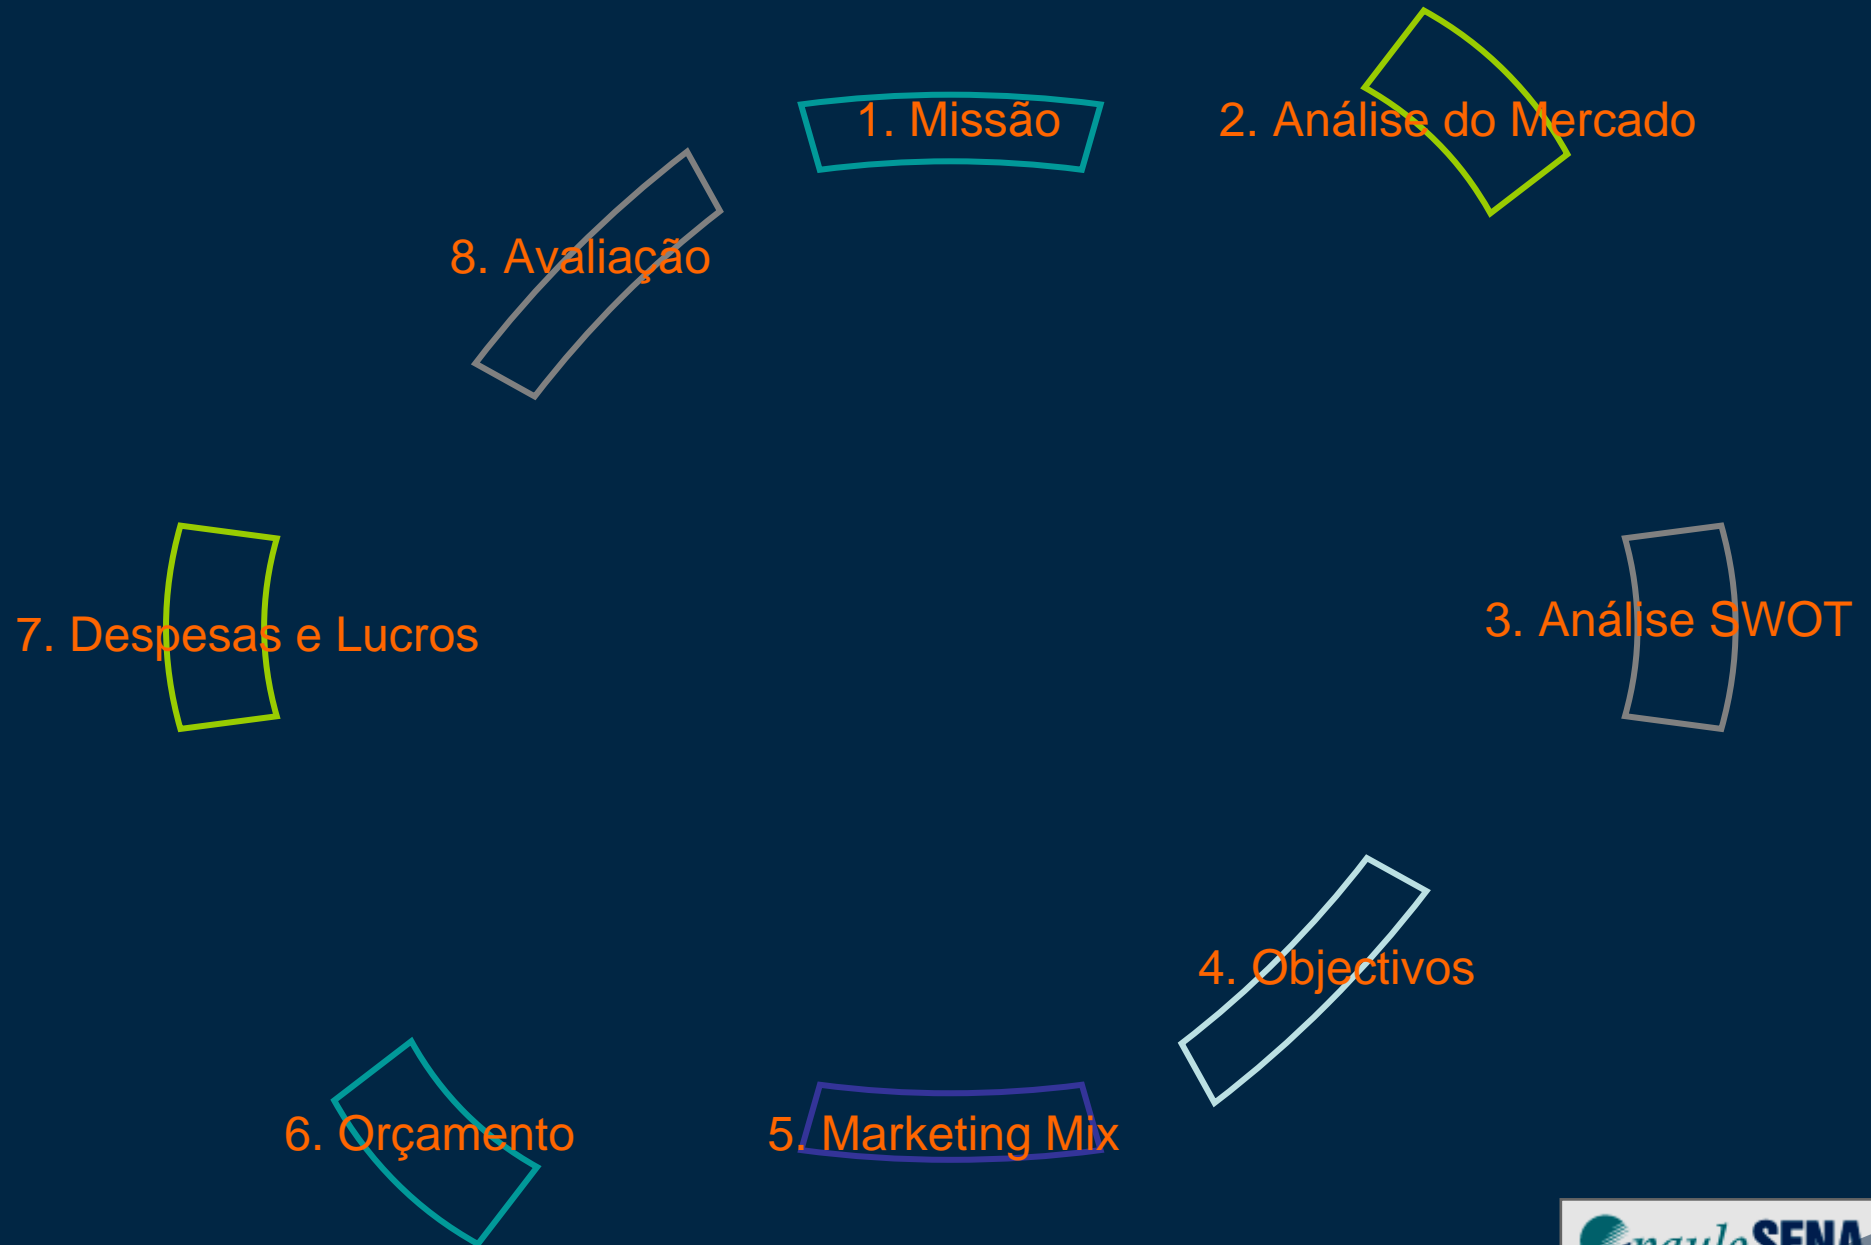 1. Missão
2. Análise do Mercado
3. Análise SWOT
4. Objectivos
5. Marketing Mix
6. Orçamento
7. Despesas e Lucros
8. Avaliação
SENA